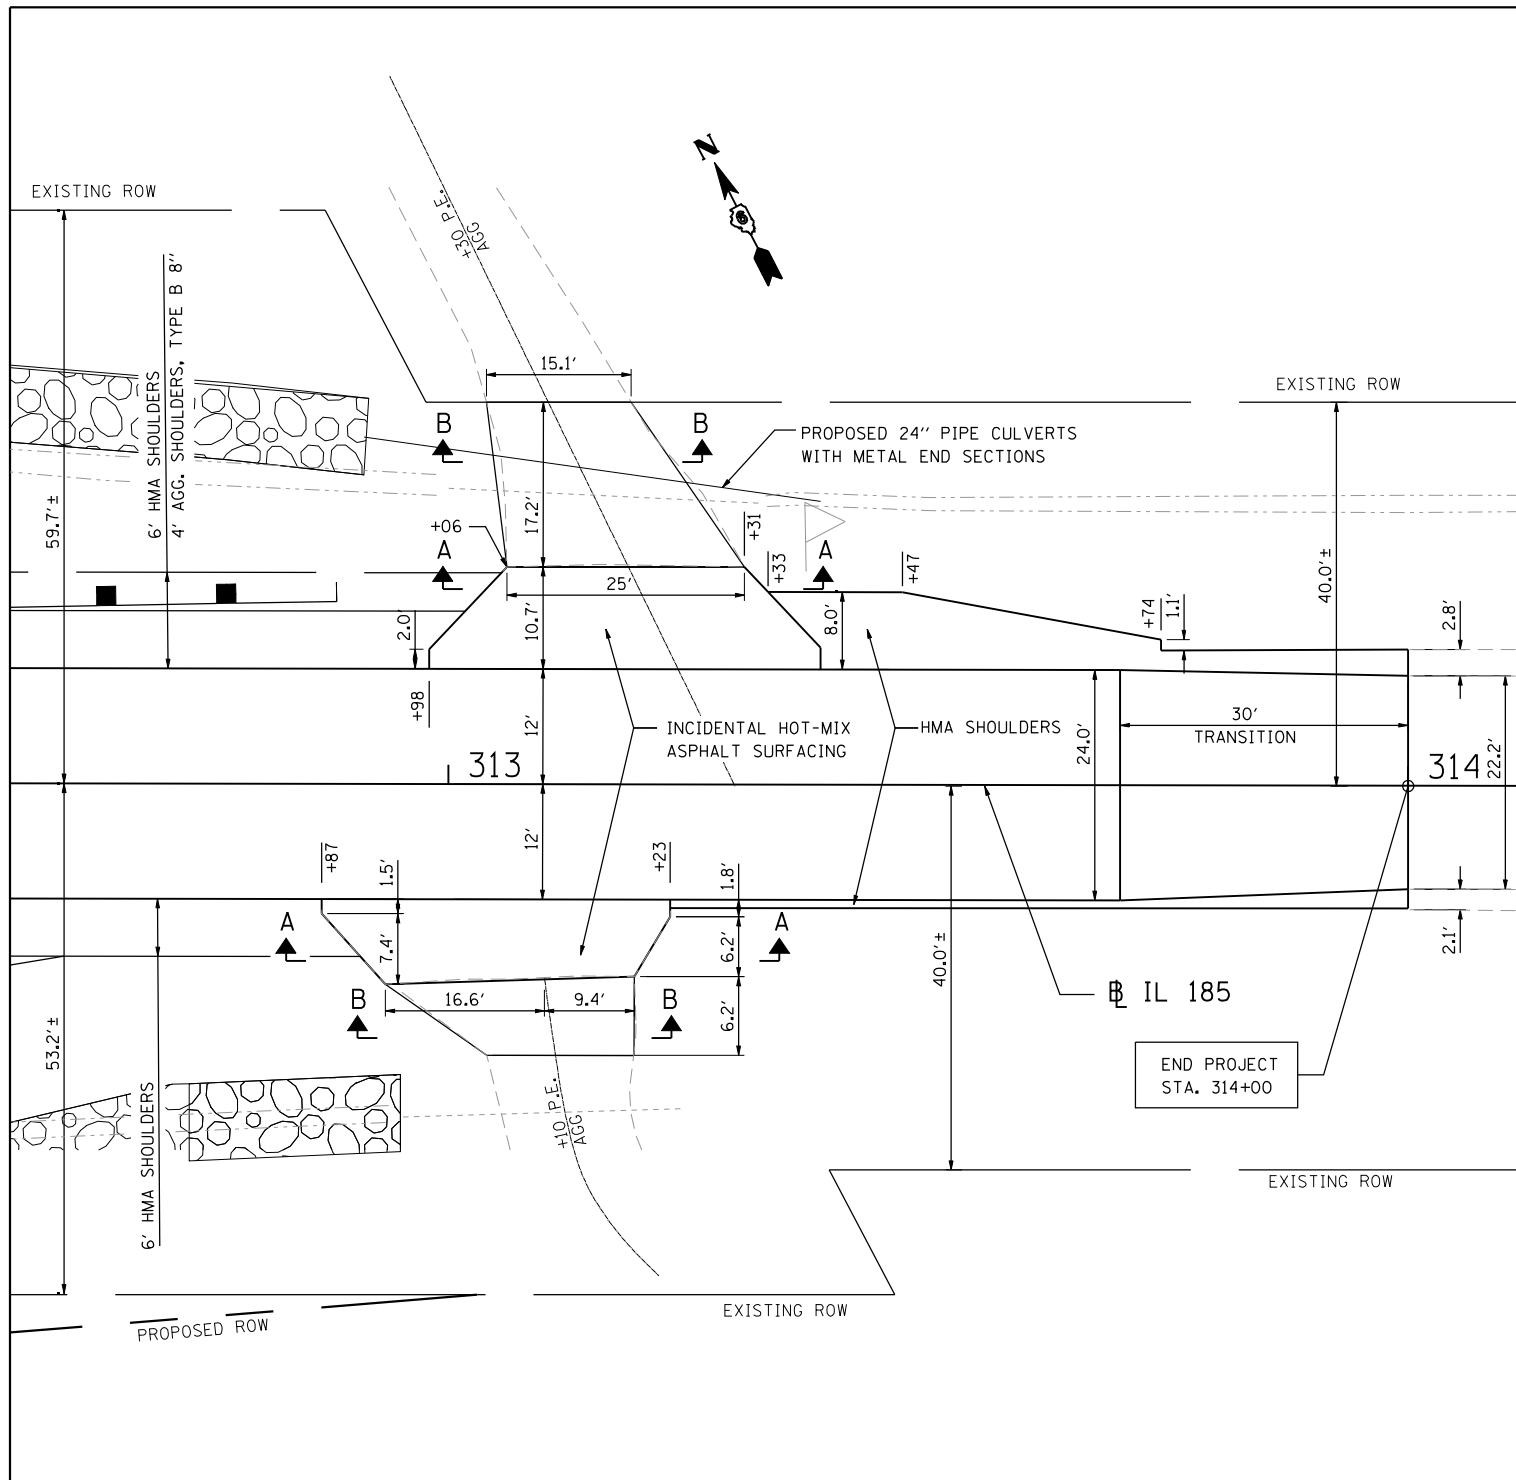 N
6
EXISTING ROW
+30 P.E.
AGG
6' HMA SHOULDERS
4' AGG. SHOULDERS, TYPE B 8"
59.7'±
15.1'
EXISTING ROW
B
B
PROPOSED 24" PIPE CULVERTS
WITH METAL END SECTIONS
17.2'
+06
+31
A
+33
A
+47
25'
40.0'±
2.0'
10.7'
8.0'
+74
1.1'
2.8'
+98
12'
INCIDENTAL HOT-MIX
ASPHALT SURFACING
HMA SHOULDERS
24.0'
30'
TRANSITION
313
314
22.2'
12'
+87
1.5'
+23
1.8'
A
7.4'
6.2'
A
40.0'±
2.1'
B
16.6'
9.4'
B
6.2'
℄ IL 185
53.2'±
END PROJECT
STA. 314+00
6' HMA SHOULDERS
+10 P.E.
AGG
EXISTING ROW
EXISTING ROW
PROPOSED ROW